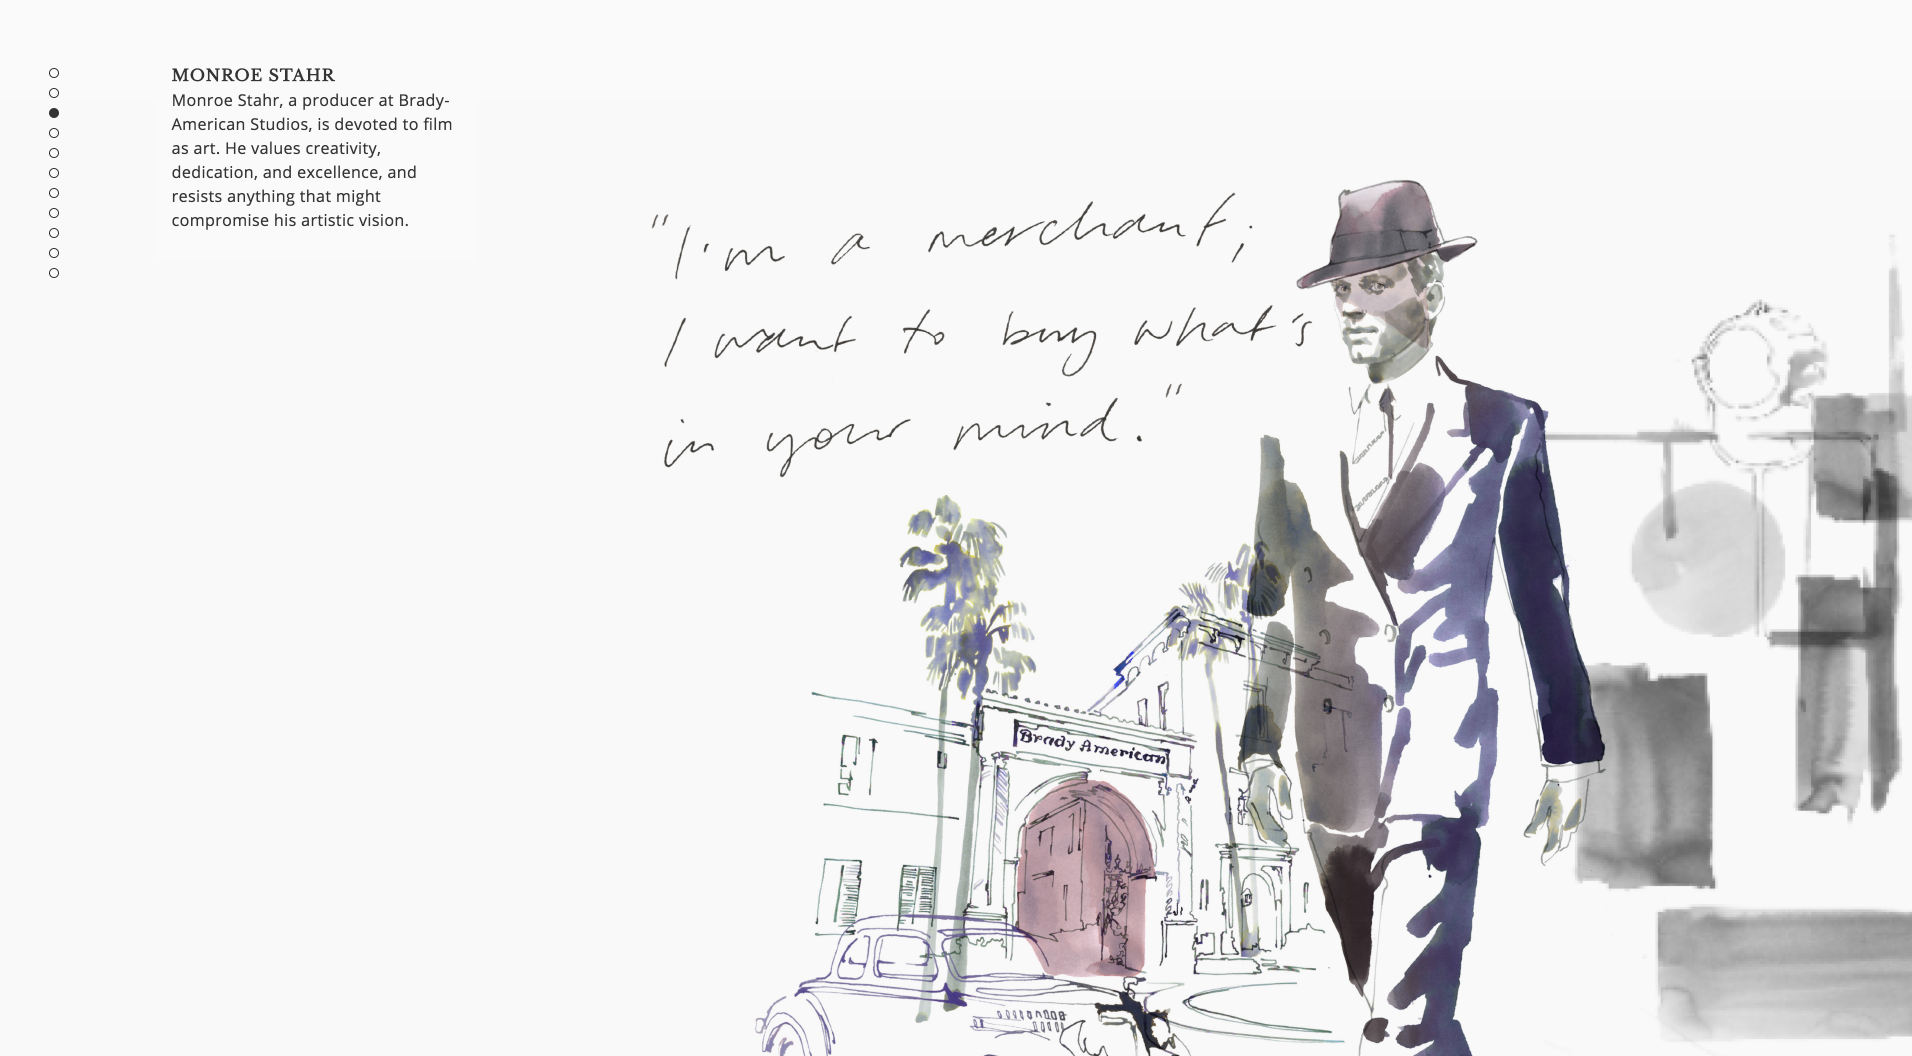 MONROE STAHR
Monroe Stahr, a producer at Brady-
American Studios, is devoted to film
as art. He values creativity,
dedication, and excellence, and
resists anything that might
compromise his artistic vision.
"I'm a merchant;
I want to buy what's
in your mind."
Brady American